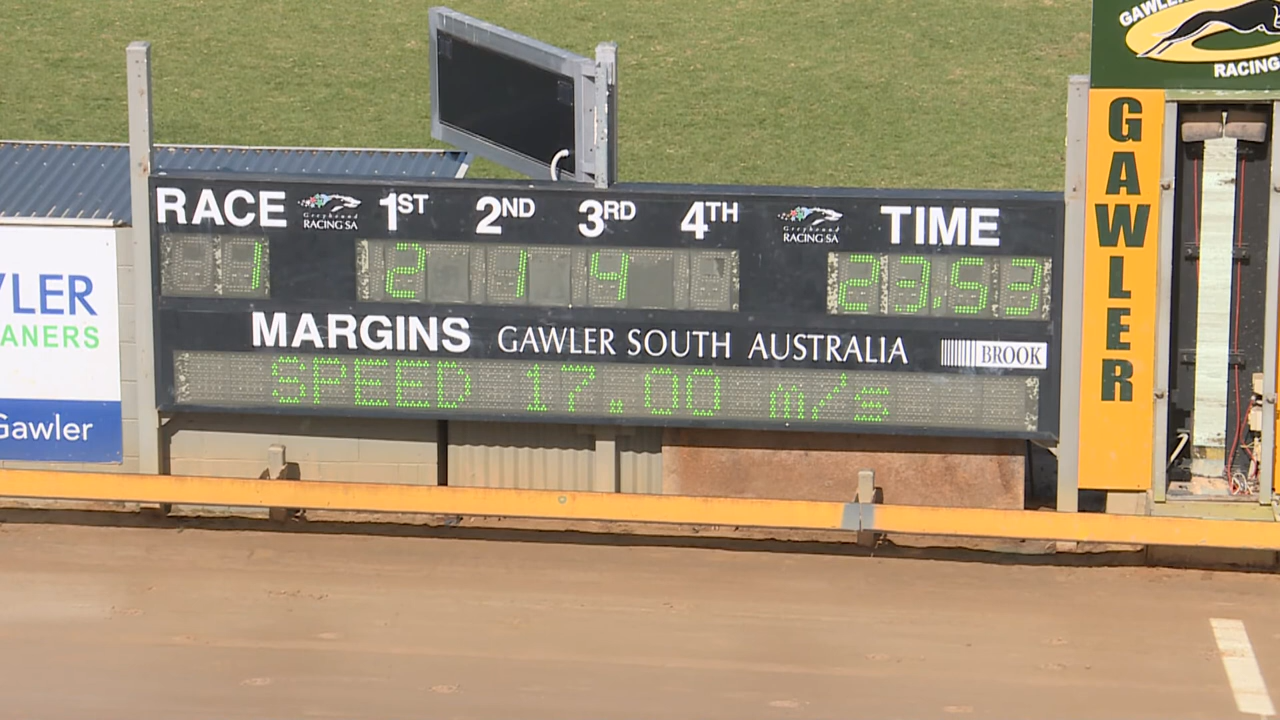 GAWLER
RACING
RACE 1ST 2ND 3RD 4TH TIME
Greyhound
RACING SA
Greyhound
RACING SA
1 2 1 4 23.53
MARGINS GAWLER SOUTH AUSTRALIA BROOK
SPEED 17.00 m/s
GAWLER
VLER
ANERS
Gawler